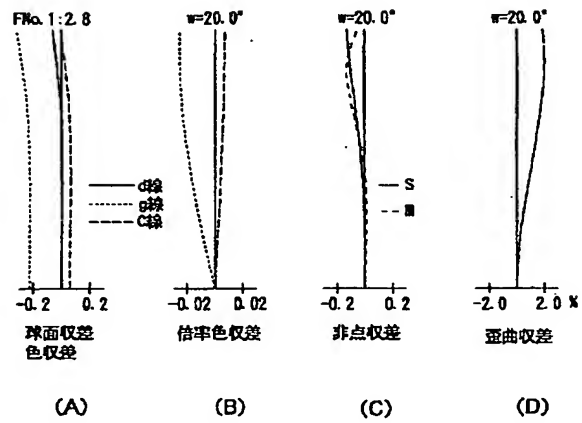 FNo.1:2.8
w=20.0°
w=20.0°
w=20.0°
d線
g線
C線
S
-0.2 0.2
-0.02 0.02
-0.2 0.2
-2.0 2.0 %
球面収差
色収差
倍率色収差
非点収差
歪曲収差
(A)
(B)
(C)
(D)